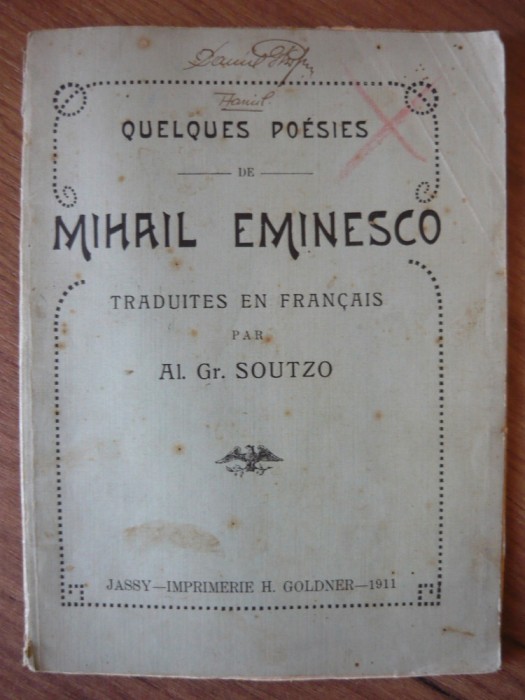 QUELQUES POÉSIES
DE
MIHAIL EMINESCO
TRADUITES EN FRANÇAIS
PAR
Al. Gr. SOUTZO
JASSY—IMPRIMERIE H. GOLDNER—1911